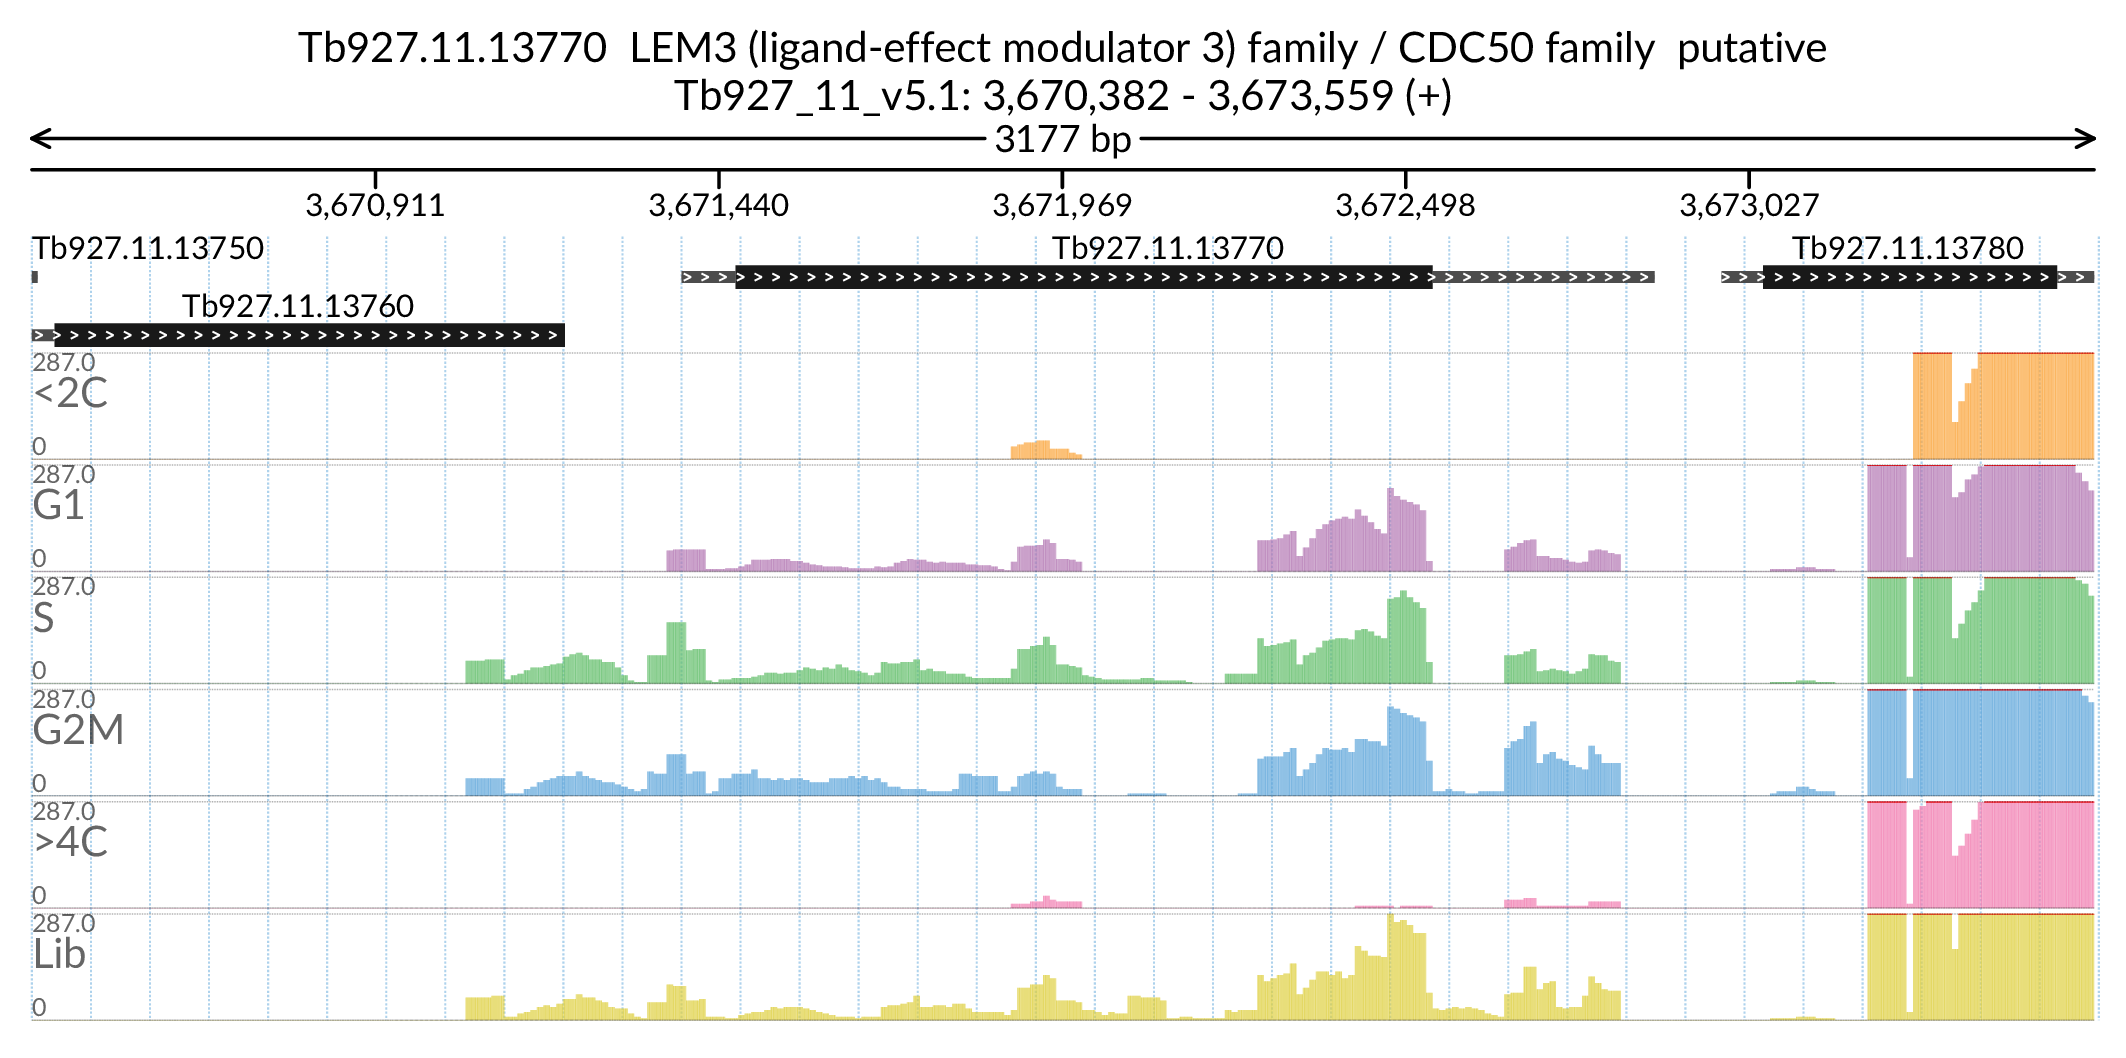 Tb927.11.13770  LEM3 (ligand-effect modulator 3) family / CDC50 family  putative
Tb927_11_v5.1: 3,670,382 - 3,673,559 (+)
3177 bp
3,670,911 3,671,440 3,671,969 3,672,498 3,673,027
Tb927.11.13750 Tb927.11.13770 Tb927.11.13780
Tb927.11.13760
287.0
<2C
0
287.0
G1
0
287.0
S
0
287.0
G2M
0
287.0
>4C
0
287.0
Lib
0